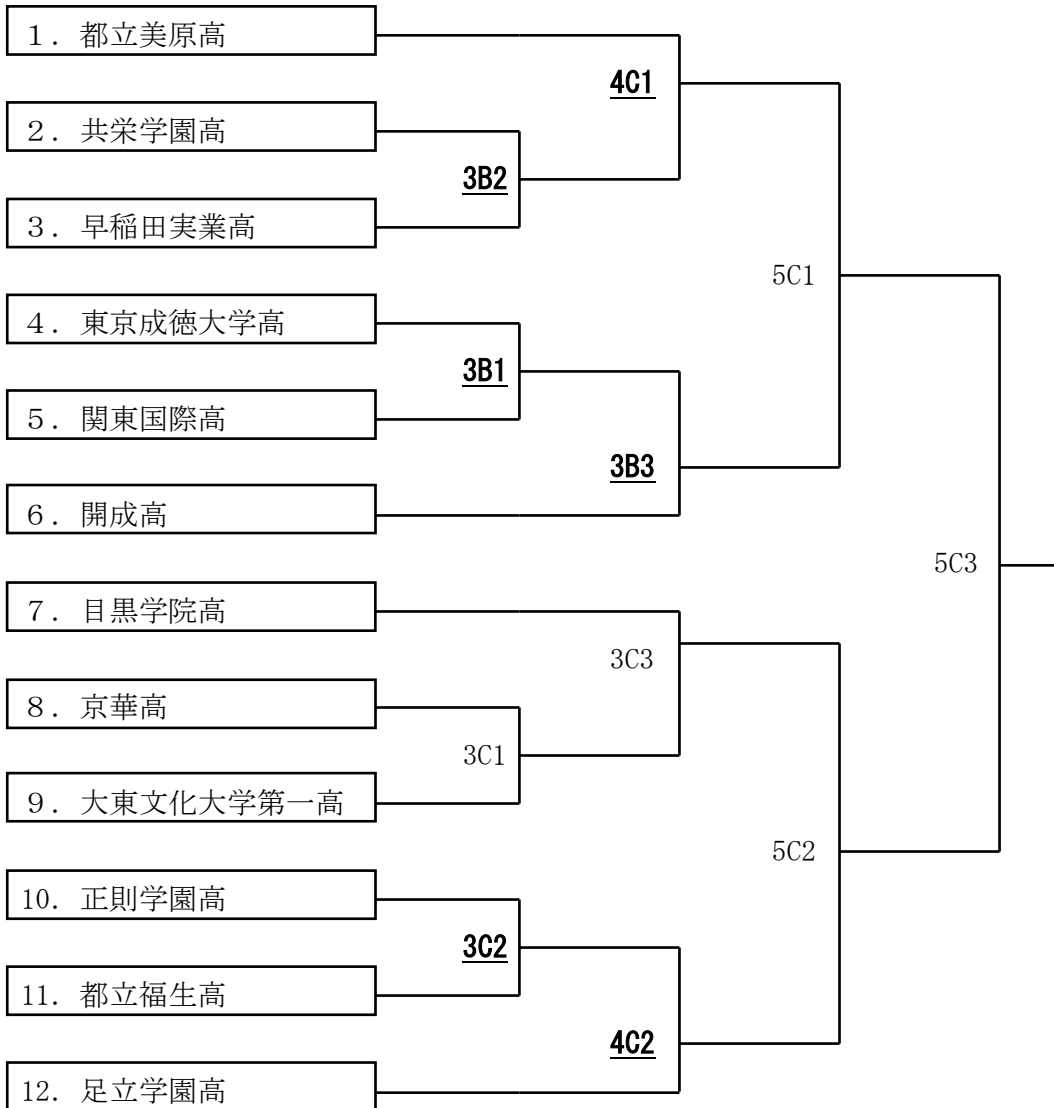 １．都立美原高
4C1
２．共栄学園高
3B2
３．早稲田実業高
5C1
４．東京成徳大学高
3B1
５．関東国際高
3B3
６．開成高
5C3
７．目黒学院高
3C3
８．京華高
3C1
９．大東文化大学第一高
5C2
10．正則学園高
3C2
11．都立福生高
4C2
12．足立学園高